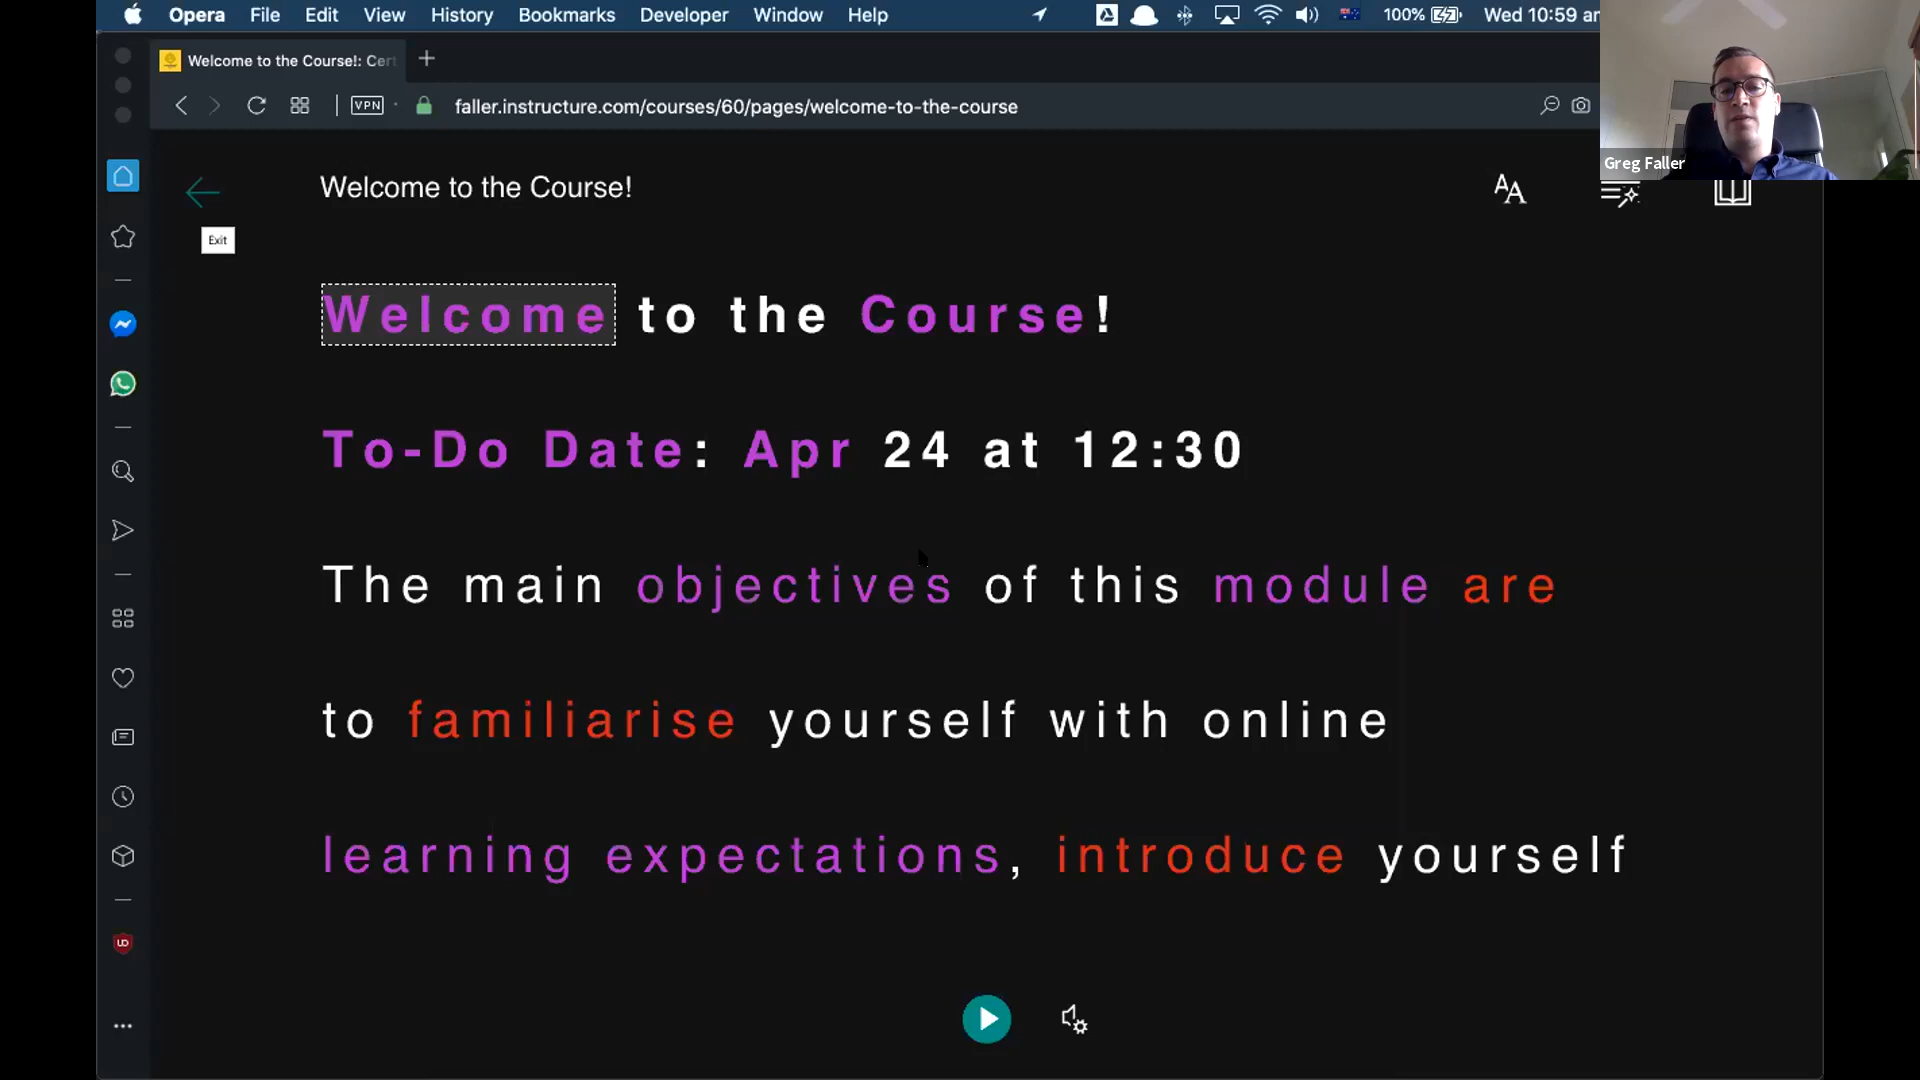 Opera File Edit View History Bookmarks Developer Window Help 100% Wed 10:59
Welcome to the Course!: Cert
VPN faller.instructure.com/courses/60/pages/welcome-to-the-course
Greg Faller
Welcome to the Course!
AA
Exit
Welcome to the Course!
To-Do Date: Apr 24 at 12:30
The main objectives of this module are
to familiarise yourself with online
learning expectations, introduce yourself